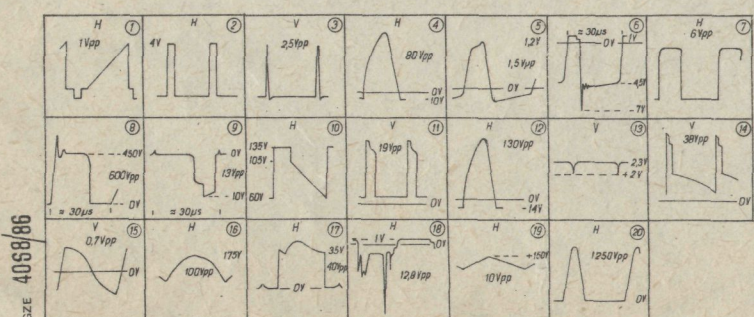 H 1
1Vpp
H 2
4V
V 3
2,5Vpp
H 4
80Vpp
0V
-10V
5
1,2V
1,5Vpp
0V
6
= 30µs
1V
0V
-4,5V
-7V
H 7
6Vpp
8
450V
600Vpp
0V
= 30µs
9
0V
13Vpp
10V
= 30µs
H 10
135V
105V
60V
V 11
19Vpp
H 12
130Vpp
0V
-14V
V 13
2,3V
+2V
V 14
38Vpp
0V
V 15
0,7Vpp
0V
H 16
175V
100Vpp
H 17
35V
40Vpp
0V
H 18
1V
0V
12,8Vpp
H 19
+150V
10Vpp
H 20
1250Vpp
0V
SZE 4068/86